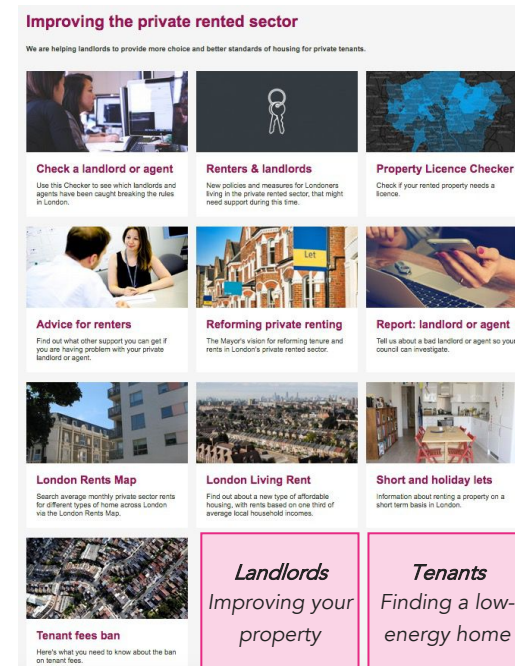 Improving the private rented sector
We are helping landlords to provide more choice and better standards of housing for private tenants.
Check a landlord or agent
Use this Checker to see which landlords and
agents have been caught breaking the rules
in London.
Renters & landlords
New policies and measures for Londoners
living in the private rented sector, that might
need support during this time.
Property Licence Checker
Check if your rented property needs a
licence.
Let
Advice for renters
Find out what other support you can get if
you are having problem with your private
landlord or agent.
Reforming private renting
The Mayor's vision for reforming tenure and
rents in London's private rented sector.
Report: landlord or agent
Tell us about a bad landlord or agent so your
council can investigate.
London Rents Map
Search average monthly private sector rents
for different types of home across London
via the London Rents Map.
London Living Rent
Find out about a new type of affordable
housing, with rents based on one third of
average local household incomes.
Short and holiday lets
Information about renting a property on a
short term basis in London.
Tenant fees ban
Here's what you need to know about the ban
on tenant fees.
Landlords
Improving your
property
Tenants
Finding a low-
energy home